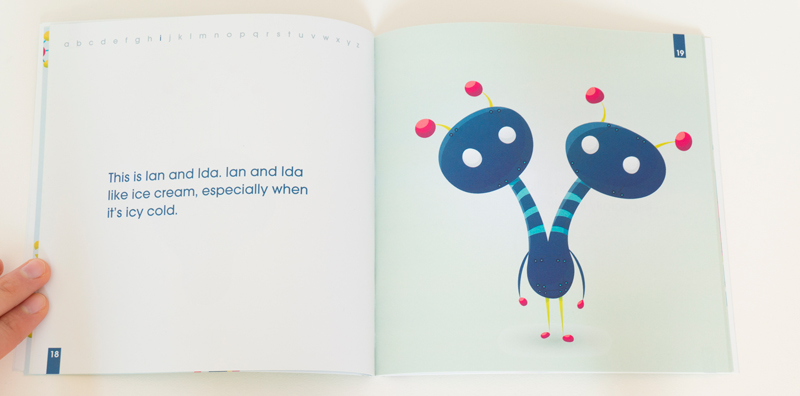 a b c d e f g h i j k l m n o p q r s t u v w x y z
19
This is Ian and Ida. Ian and Ida
like ice cream, especially when
it's icy cold.
18